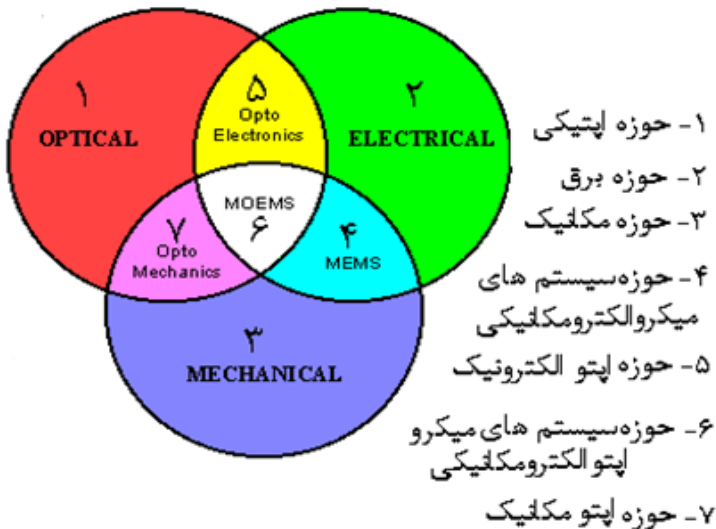 ۱
OPTICAL
۵
Opto
Electronics
۲
ELECTRICAL
MOEMS
۶
۷
Opto
Mechanics
۴
MEMS
۳
MECHANICAL
۱- حوزه اپتیکی
۲- حوزه برق
۳- حوزه مکانیک
۴- حوزه سیستم های
میکروالکترومکانیکی
۵- حوزه اپتو الکترونیک
۶- حوزه سیستم های میکرو
اپتو الکترومکانیکی
۷- حوزه اپتو مکانیک